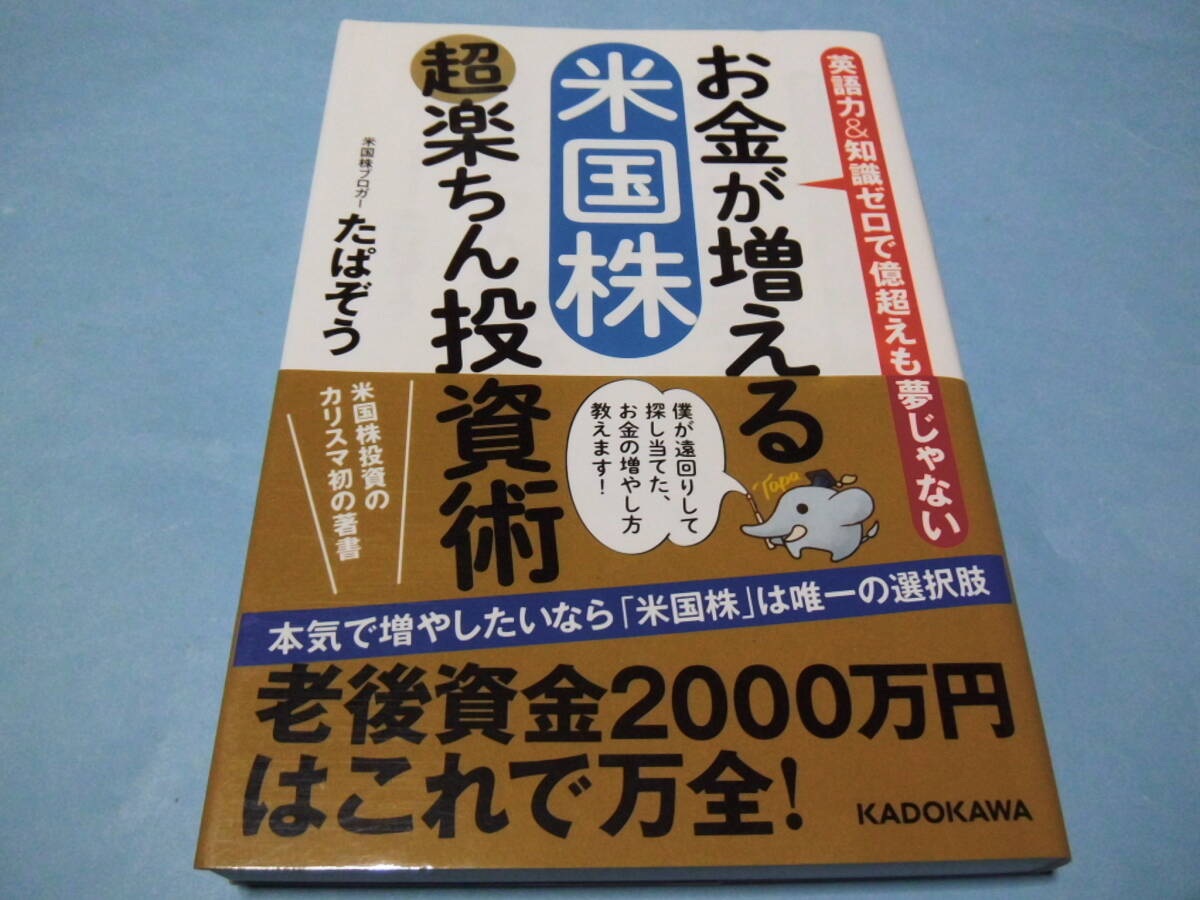 英語力&知識ゼロで億超えも夢じゃない
お金が増える
米国株
超楽ちん投資術
米国株ブロガー
たぱぞう
僕が遠回りして
探し当てた、
お金の増やし方
教えます！
Tapa
米国株投資の
カリスマ初の著書
本気で増やしたいなら「米国株」は唯一の選択肢
老後資金2000万円
はこれで万全！
KADOKAWA